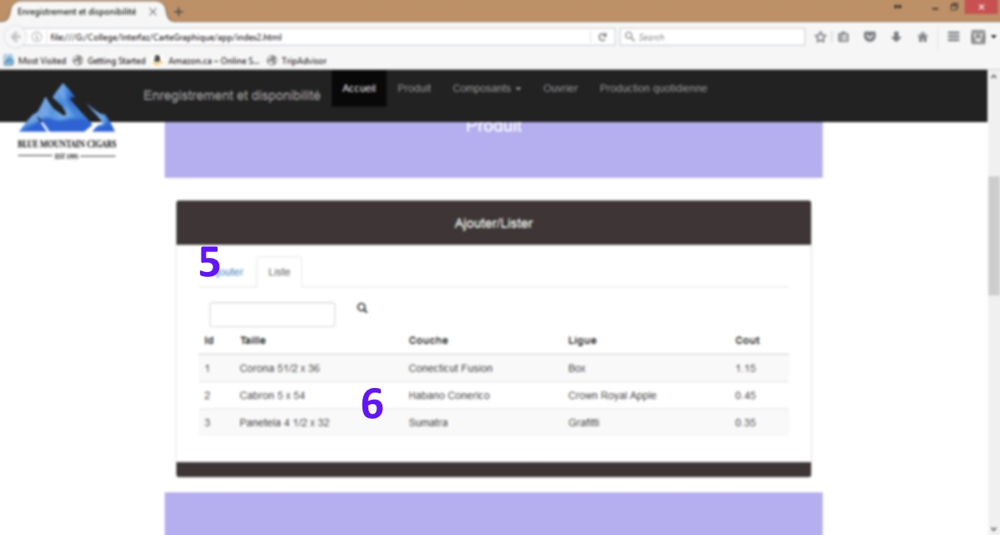 Enregistrement et disponibilité
file:///G:/College/Interfaz/CarteGraphique/app/index2.html
Search
Most Visited Getting Started Amazon.ca – Online S... TripAdvisor
Enregistrement et disponibilité Accueil Produit Composants Ouvrier Production quotidienne
BLUE MOUNTAIN CIGARS
EST 1991
Produit
Ajouter/Lister
5
jouter Liste
Id Taille Couche Ligue Cout
1 Corona 51/2 x 36 Conecticut Fusion Box 1.15
2 Cabron 5 x 54 Habano Conerico Crown Royal Apple 0.45
6
3 Panetela 4 1/2 x 32 Sumatra Grafitti 0.35